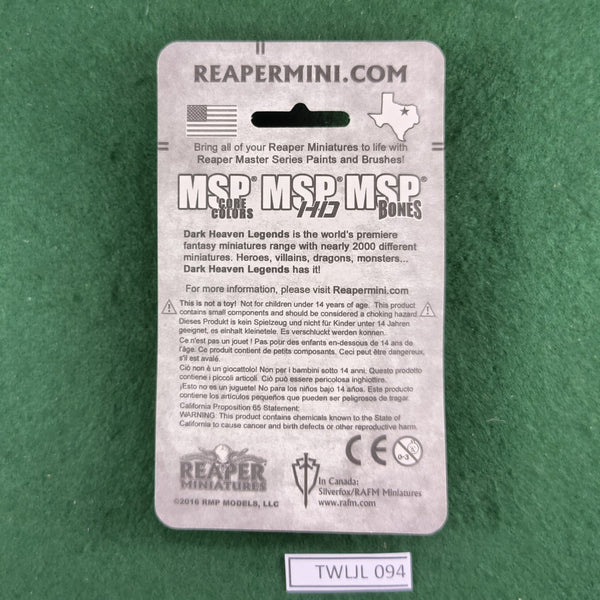 REAPERMINI.COM
Bring all of your Reaper Miniatures to life with
Reaper Master Series Paints and Brushes!
MSP® CORE COLORS MSP® HD MSP® BONES
Dark Heaven Legends is the world's premiere
fantasy miniatures range with nearly 2000 different
miniatures. Heroes, villains, dragons, monsters...
Dark Heaven Legends has it!
For more information, please visit Reapermini.com
This is not a toy! Not for children under 14 years of age. This product
contains small components and should be considered a choking hazard.
Dieses Produkt is kein Spielzeug und nicht für Kinder unter 14 Jahren
geeignet, es einhalt kleineteile. Es verschluckt werden konnen..
Ce n'est pas un jouet ! Pas pour des enfants en-dessous de 14 ans de
l'âge. Ce produit contient de petits composants. Ceci peut être dangereux,
s'il est avalé.
Ciò non è un giocattolo! Non per i bambini sotto 14 anni. Questo prodotto
contiene i piccoli articoli. Ciò può essere pericolosa inghiottire.
¡Esto no es un juguete! No para los niños bajo 14 años. Este producto
contiene los artículos pequeños que pueden ser peligrosos de tragar.
California Proposition 65 Statement:
WARNING: This product contains chemicals known to the State of
California to cause cancer and birth defects or other reproductive harm.
REAPER
MINIATURES
©2016 RMP MODELS, LLC
In Canada:
Silverfox/RAFM Miniatures
www.rafm.com
CE
0-3
TWLJL 094